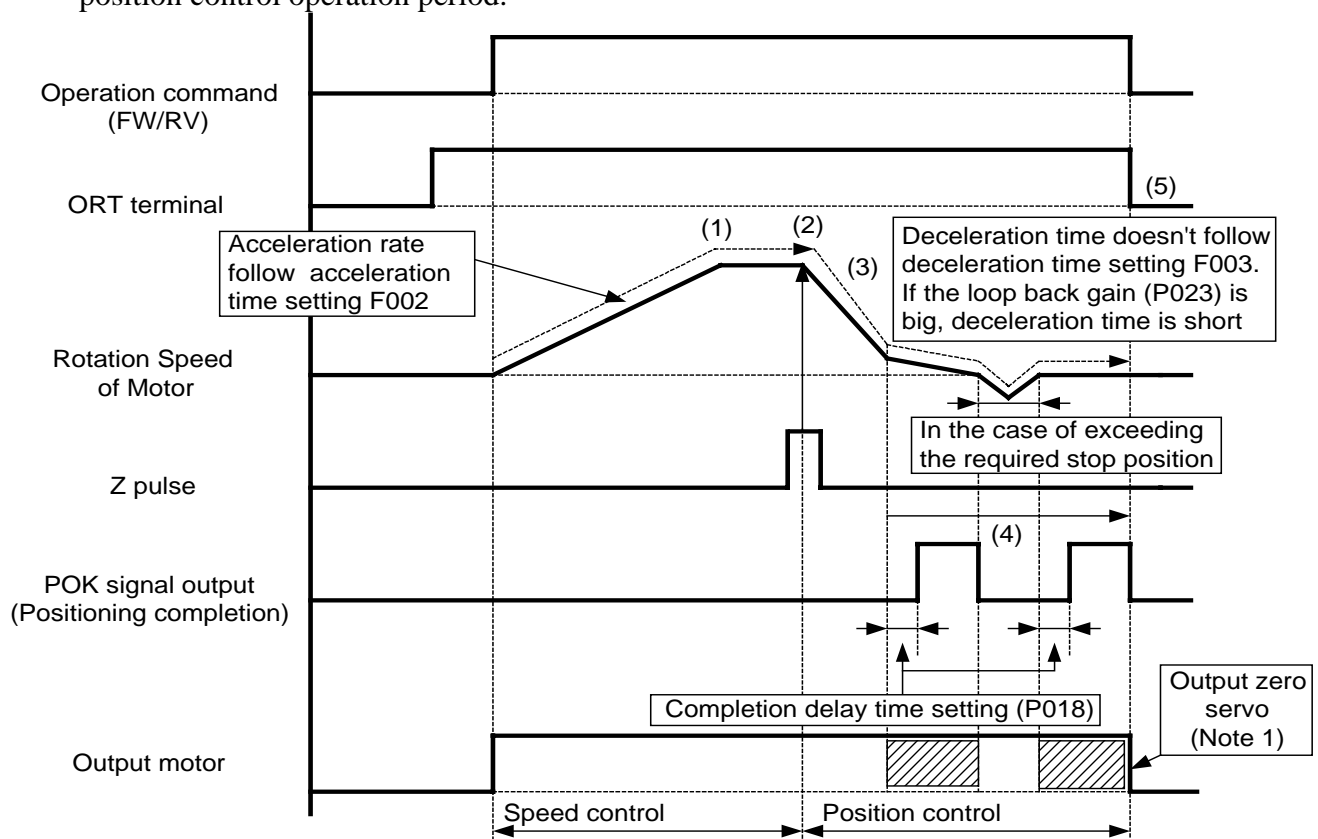 position control operation period.
Operation command
(FW/RV)
ORT terminal
(5)
(1)
(2)
(3)
Acceleration rate
follow acceleration
time setting F002
Deceleration time doesn't follow
deceleration time setting F003.
If the loop back gain (P023) is
big, deceleration time is short
Rotation Speed
of Motor
In the case of exceeding
the required stop position
Z pulse
(4)
POK signal output
(Positioning completion)
Completion delay time setting (P018)
Output zero
servo
(Note 1)
Output motor
Speed control
Position control